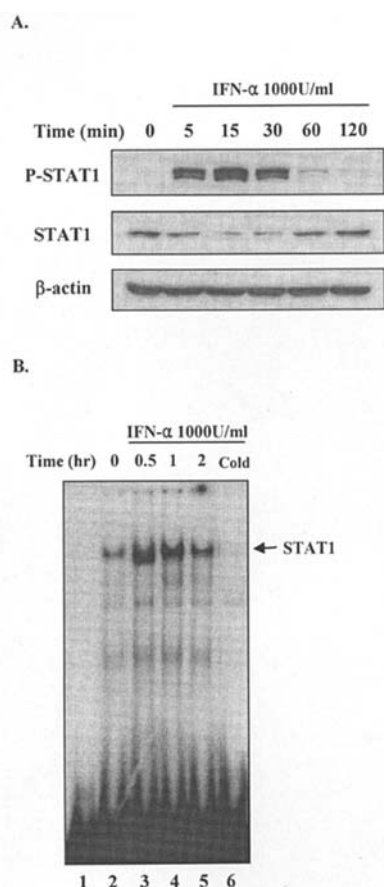 A.
IFN-α 1000U/ml
Time (min) 0 5 15 30 60 120
P-STAT1
STAT1
β-actin
B.
IFN-α 1000U/ml
Time (hr) 0 0.5 1 2 Cold
STAT1
1 2 3 4 5 6